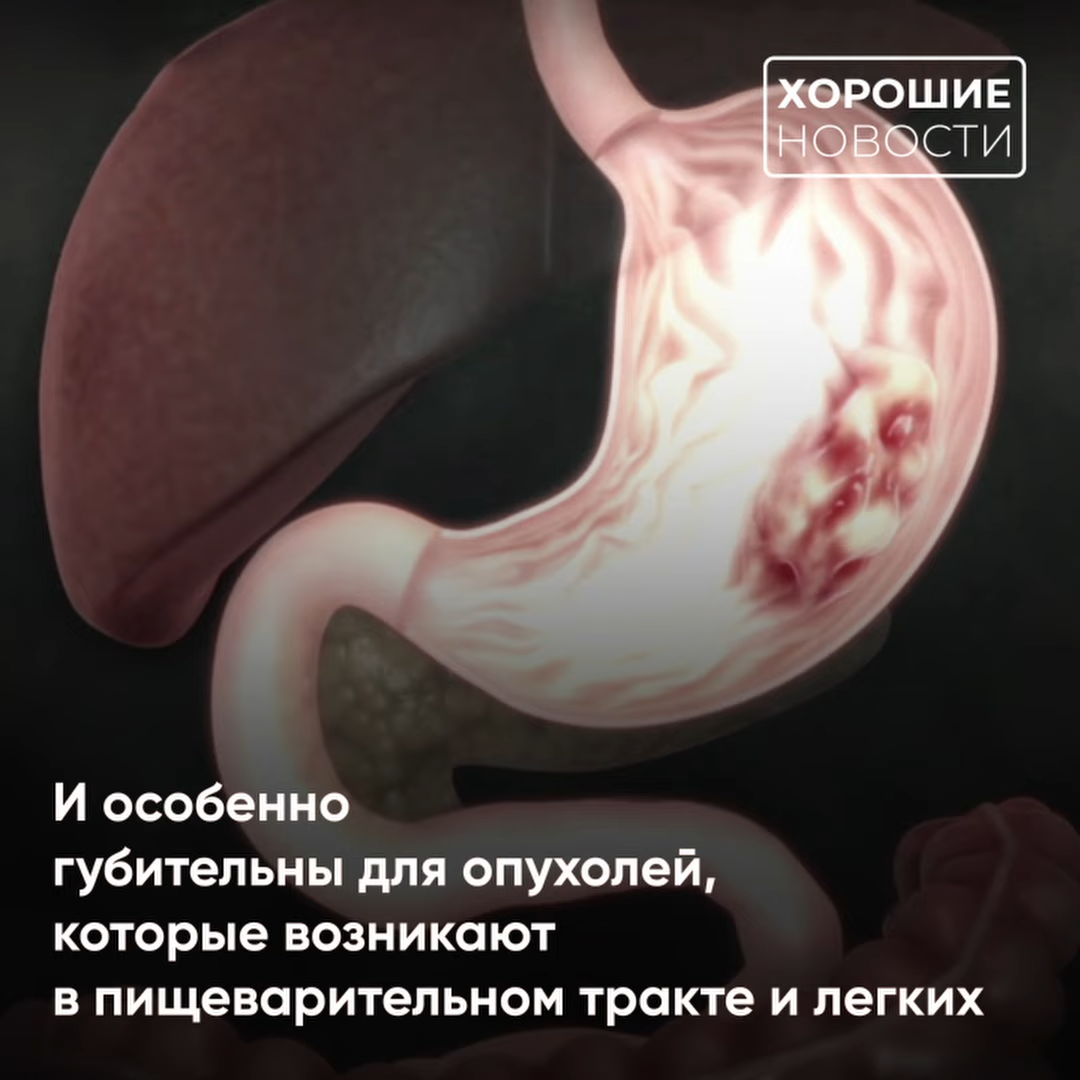 ХОРОШИЕ
НОВОСТИ
И особенно
губительны для опухолей,
которые возникают
в пищеварительном тракте и легких